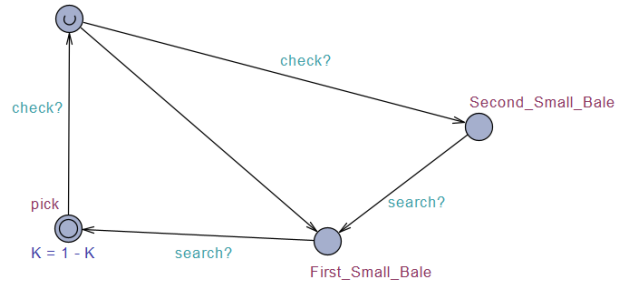 check?
Second_Small_Bale
check?
pick
search?
K = 1 - K
search?
First_Small_Bale